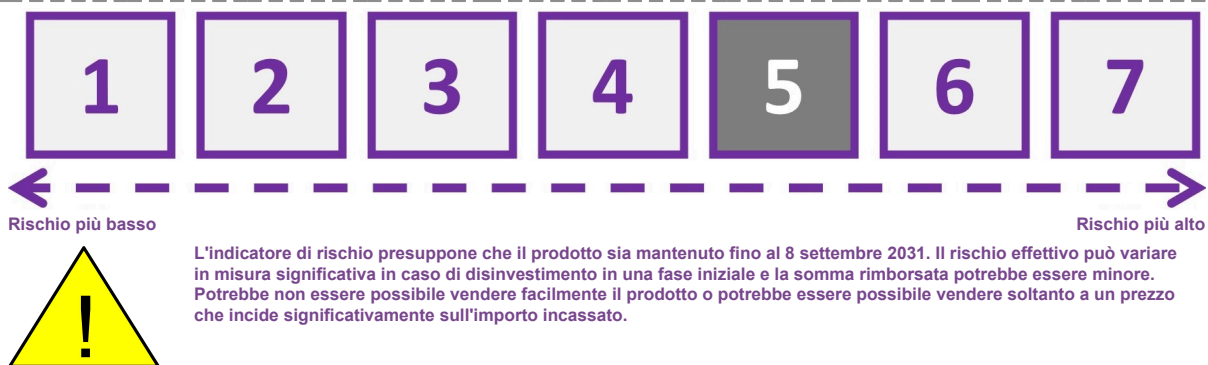 1 2 3 4 5 6 7
Rischio più basso Rischio più alto
L'indicatore di rischio presuppone che il prodotto sia mantenuto fino al 8 settembre 2031. Il rischio effettivo può variare
in misura significativa in caso di disinvestimento in una fase iniziale e la somma rimborsata potrebbe essere minore.
Potrebbe non essere possibile vendere facilmente il prodotto o potrebbe essere possibile vendere soltanto a un prezzo
che incide significativamente sull'importo incassato.
!